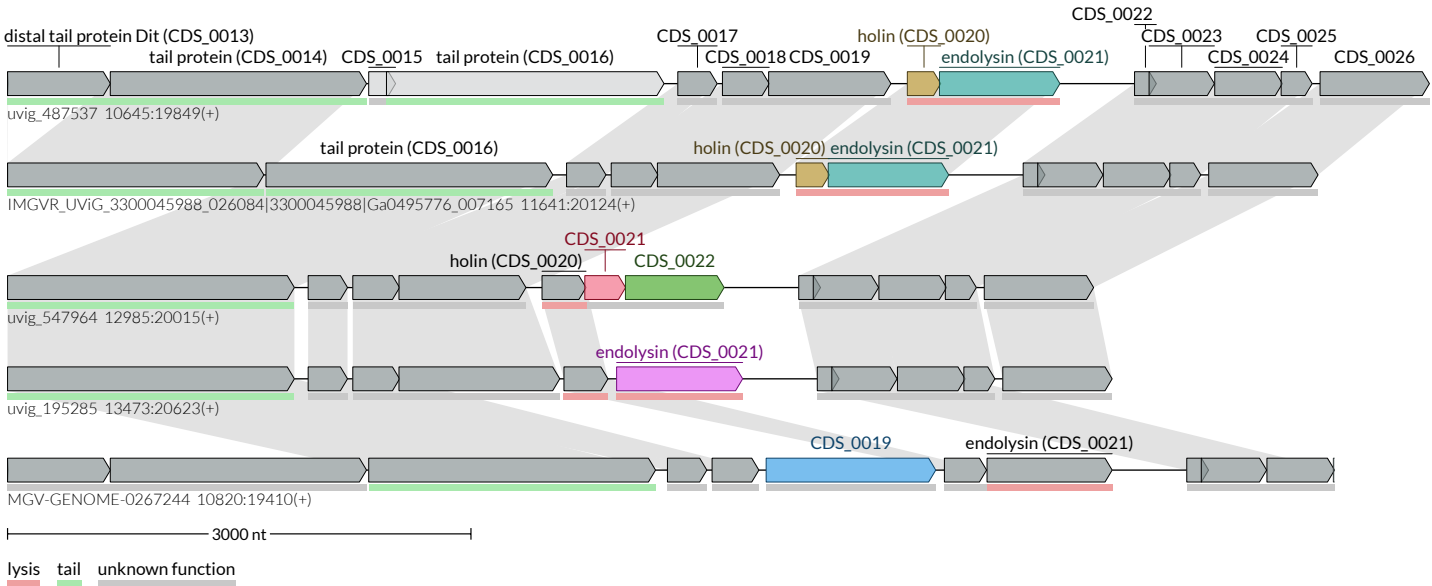 CDS_0022
distal tail protein Dit (CDS_0013) CDS_0017 holin (CDS_0020) CDS_0023 CDS_0025
tail protein (CDS_0014) CDS_0015 tail protein (CDS_0016) CDS_0018 CDS_0019 endolysin (CDS_0021) CDS_0024 CDS_0026
uvig_487537 10645:19849(+)
tail protein (CDS_0016) holin (CDS_0020) endolysin (CDS_0021)
IMGVR_UViG_3300045988_026084|3300045988|Ga0495776_007165 11641:20124(+)
CDS_0021
holin (CDS_0020) CDS_0022
uvig_547964 12985:20015(+)
endolysin (CDS_0021)
uvig_195285 13473:20623(+)
CDS_0019 endolysin (CDS_0021)
MGV-GENOME-0267244 10820:19410(+)
3000 nt
lysis tail unknown function